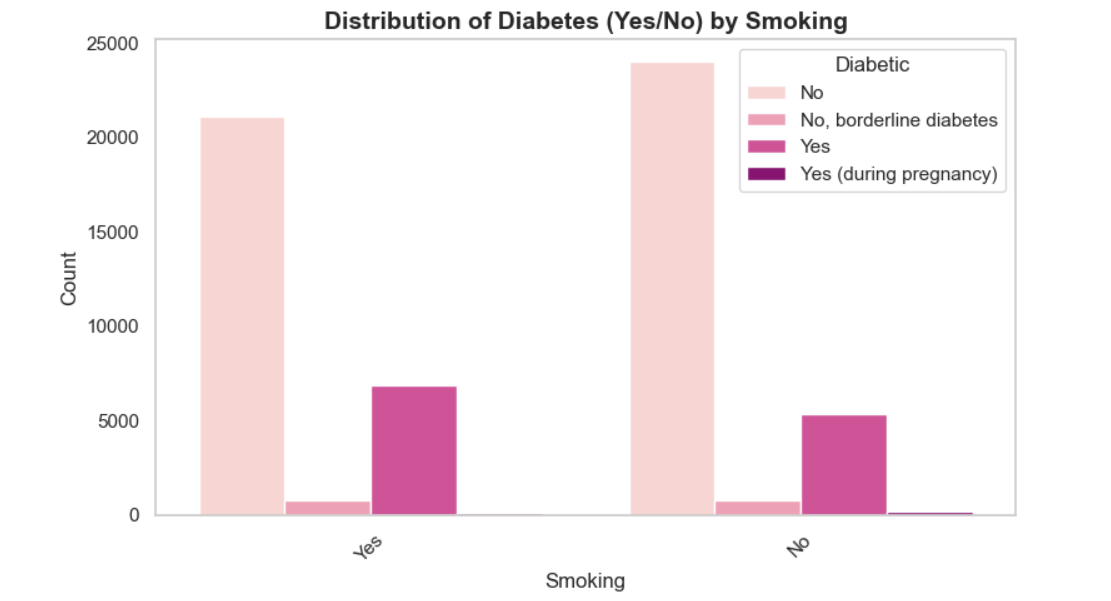 Distribution of Diabetes (Yes/No) by Smoking
25000
20000
15000
10000
5000
0
Count
Diabetic
No
No, borderline diabetes
Yes
Yes (during pregnancy)
Yes
No
Smoking